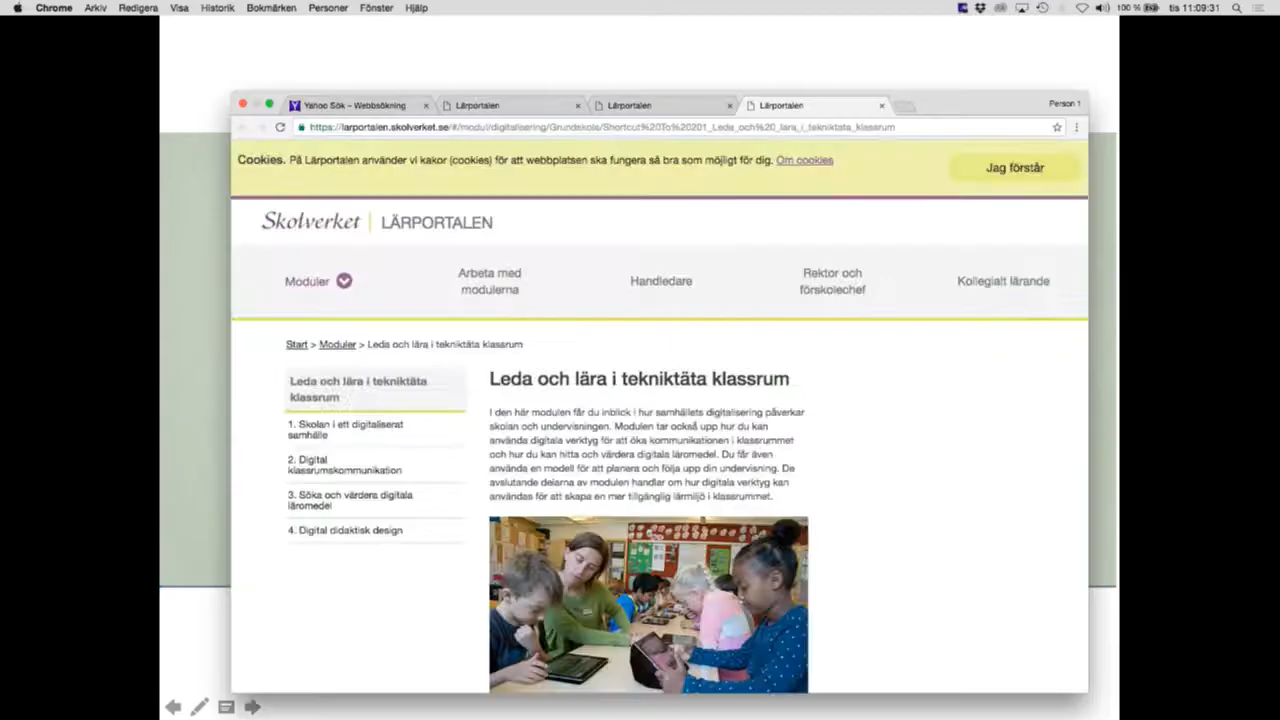 Chrome Arkiv Redigera Visa Historik Bokmärken Personer Fönster Hjälp 100 % tis 11:09:31
Yahoo Sök – Webbsökning Lärportalen Lärportalen Lärportalen Person 1
https://larportalen.skolverket.se/#/modul/digitalisering/Grundskola/Shortcut%20To%20201_Leda_och%20_lara_i_tekniktata_klassrum
Cookies. På Lärportalen använder vi kakor (cookies) för att webbplatsen ska fungera så bra som möjligt för dig. Om cookies
Jag förstår
Skolverket LÄRPORTALEN
Moduler
Arbeta med
modulerna
Handledare
Rektor och
förskolechef
Kollegialt lärande
Start > Moduler > Leda och lära i tekniktäta klassrum
Leda och lära i tekniktäta
klassrum
1. Skolan i ett digitaliserat
samhälle
2. Digital
klassrumskommunikation
3. Söka och värdera digitala
läromedel
4. Digital didaktisk design
Leda och lära i tekniktäta klassrum
I den här modulen får du inblick i hur samhällets digitalisering påverkar
skolan och undervisningen. Modulen tar också upp hur du kan
använda digitala verktyg för att öka kommunikationen i klassrummet
och hur du kan hitta och värdera digitala läromedel. Du får även
använda en modell för att planera och följa upp din undervisning. De
avslutande delarna av modulen handlar om hur digitala verktyg kan
användas för att skapa en mer tillgänglig lärmiljö i klassrummet.